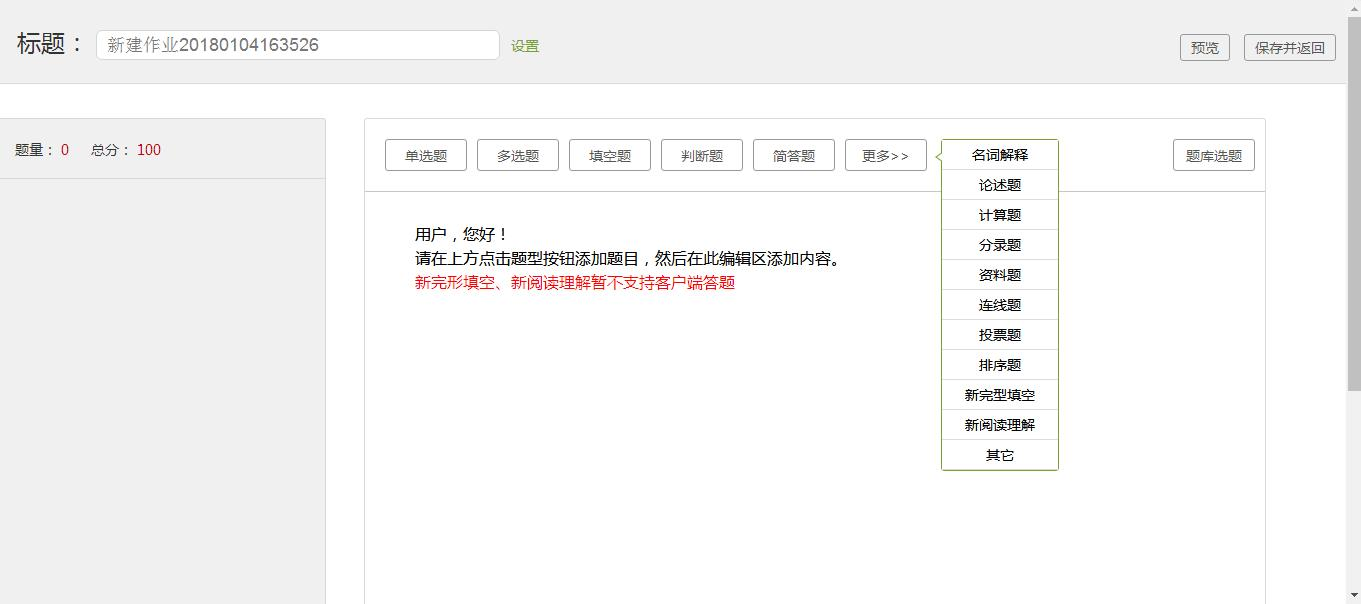 标题： 新建作业20180104163526 设置 预览 保存并返回
题量： 0 总分： 100
单选题 多选题 填空题 判断题 简答题 更多>> 题库选题
名词解释
论述题
计算题
分录题
资料题
连线题
投票题
排序题
新完型填空
新阅读理解
其它
用户，您好！
请在上方点击题型按钮添加题目，然后在此编辑区添加内容。
新完形填空、新阅读理解暂不支持客户端答题